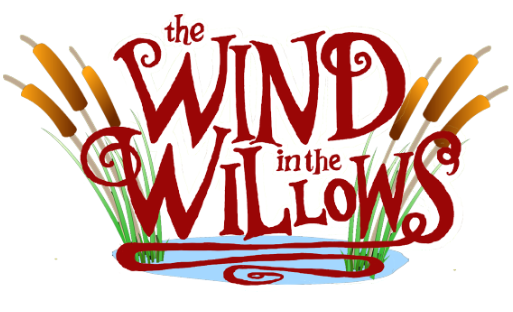 the
WIND
in the
WILLOWS